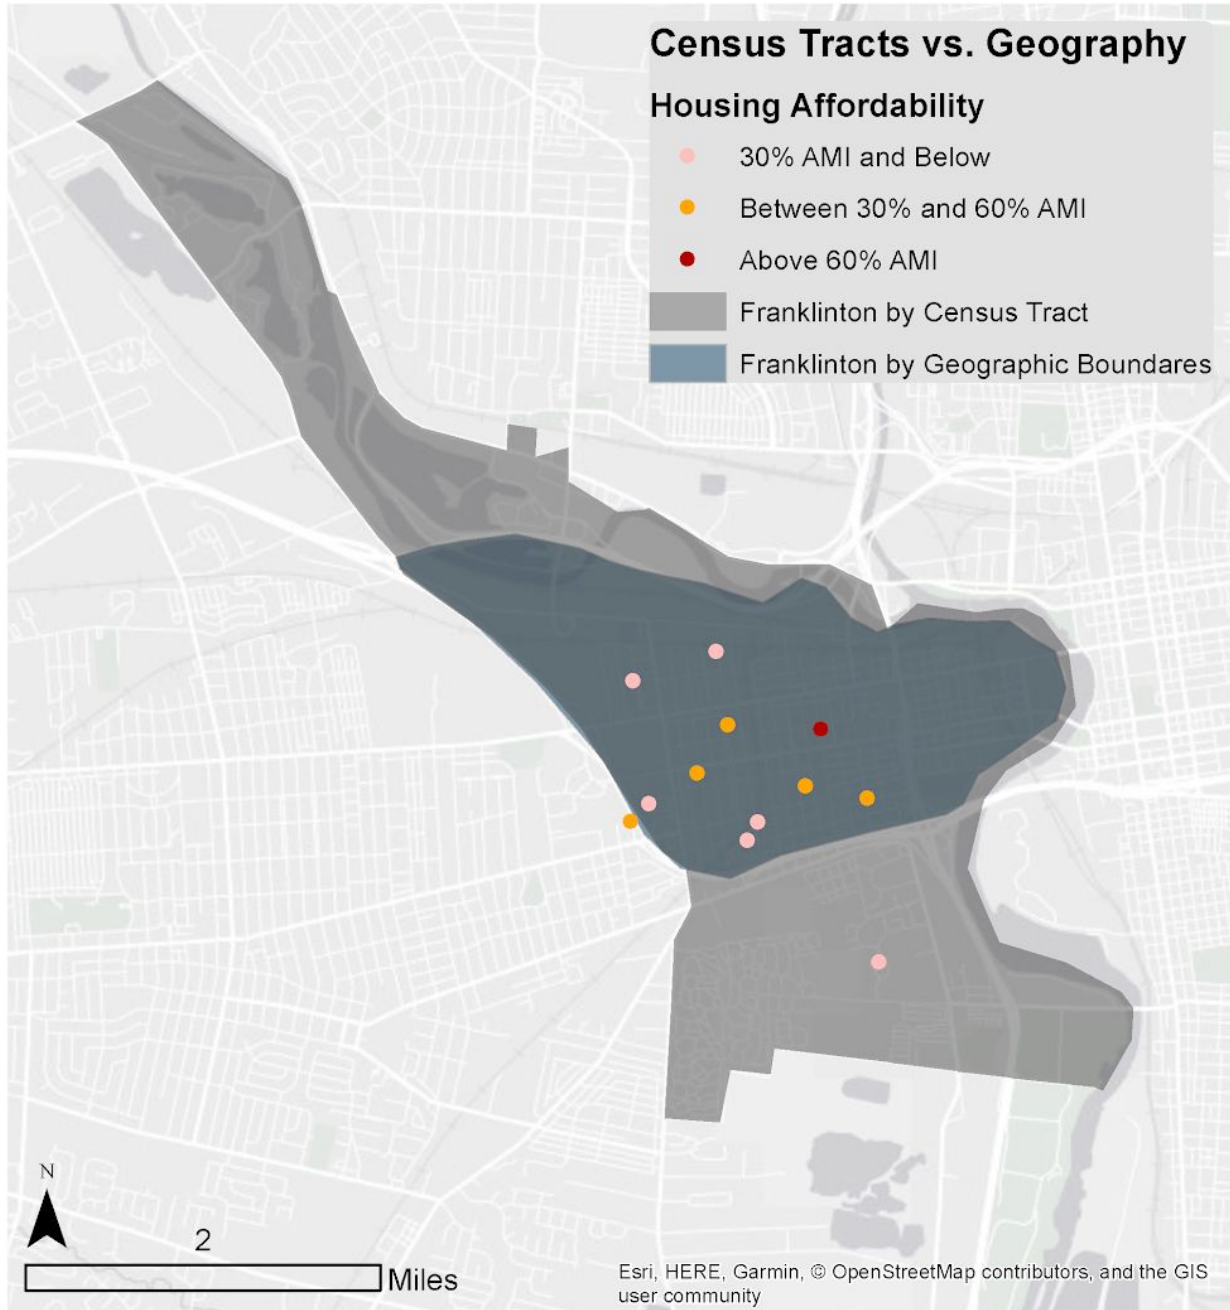 Census Tracts vs. Geography
Housing Affordability
30% AMI and Below
Between 30% and 60% AMI
Above 60% AMI
Franklinton by Census Tract
Franklinton by Geographic Boundares
N
2
Miles
Esri, HERE, Garmin, © OpenStreetMap contributors, and the GIS
user community